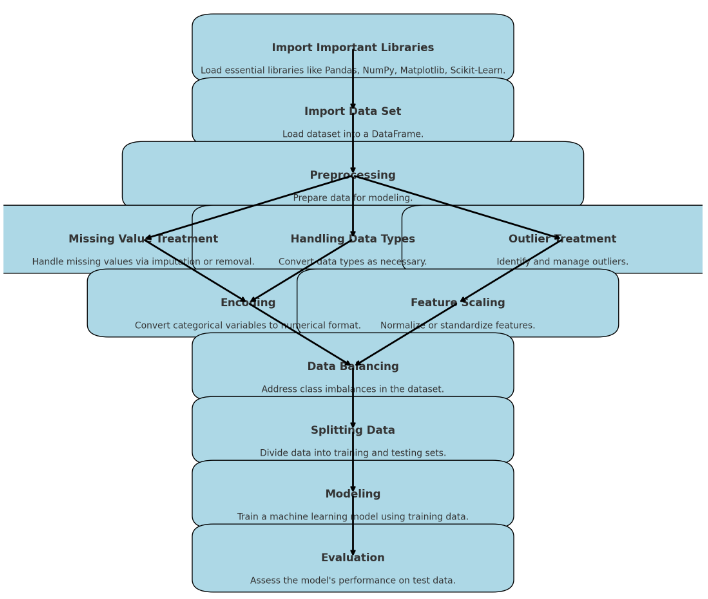 Import Important Libraries
Load essential libraries like Pandas, NumPy, Matplotlib, Scikit-Learn.
Import Data Set
Load dataset into a DataFrame.
Preprocessing
Prepare data for modeling.
Missing Value Treatment
Handle missing values via imputation or removal.
Handling Data Types
Convert data types as necessary.
Outlier Treatment
Identify and manage outliers.
Encoding
Convert categorical variables to numerical format.
Feature Scaling
Normalize or standardize features.
Data Balancing
Address class imbalances in the dataset.
Splitting Data
Divide data into training and testing sets.
Modeling
Train a machine learning model using training data.
Evaluation
Assess the model's performance on test data.